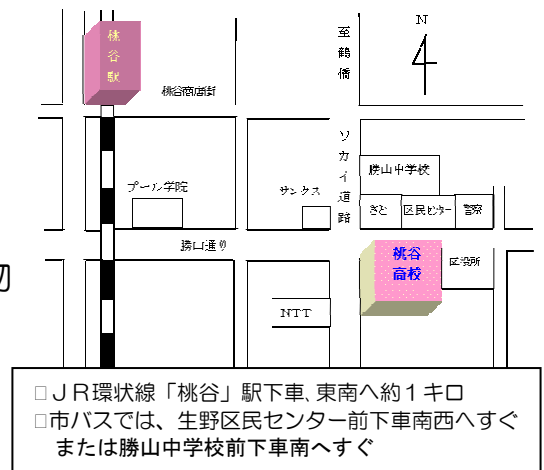 桃谷駅
桃谷商店街
至鶴橋
N
ソカイ道路
勝山中学校
プール学院
サンクス
さと
区民センター
警察
勝山通り
桃谷
高校
区役所
NTT
□ＪＲ環状線「桃谷」駅下車、東南へ約１キロ
□市バスでは、生野区民センター前下車南西へすぐ
または勝山中学校前下車南へすぐ